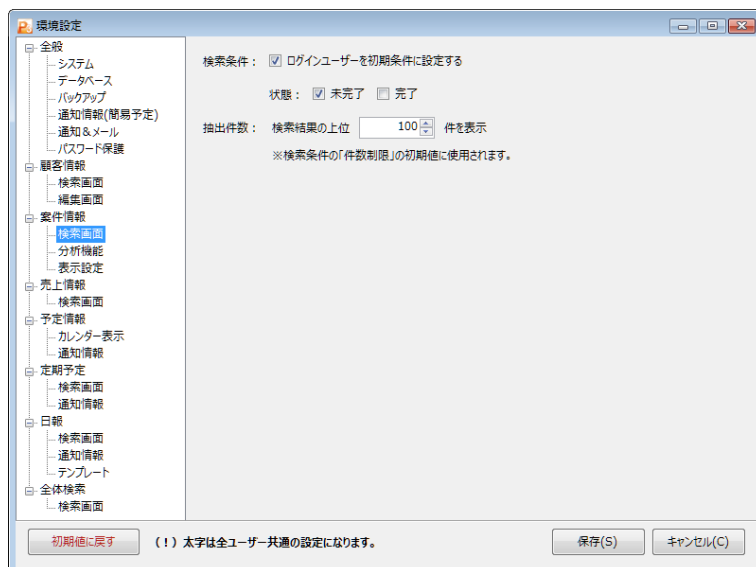 環境設定
全般
システム
データベース
バックアップ
通知情報(簡易予定)
通知＆メール
パスワード保護
顧客情報
検索画面
編集画面
案件情報
検索画面
分析機能
表示設定
売上情報
検索画面
予定情報
カレンダー表示
通知情報
定期予定
検索画面
通知情報
日報
検索画面
通知情報
テンプレート
全体検索
検索画面
検索条件： ログインユーザーを初期条件に設定する
状態： 未完了 完了
抽出件数： 検索結果の上位 100 件を表示
※検索条件の「件数制限」の初期値に使用されます。
初期値に戻す (！) 太字は全ユーザー共通の設定になります。 保存(S) キャンセル(C)